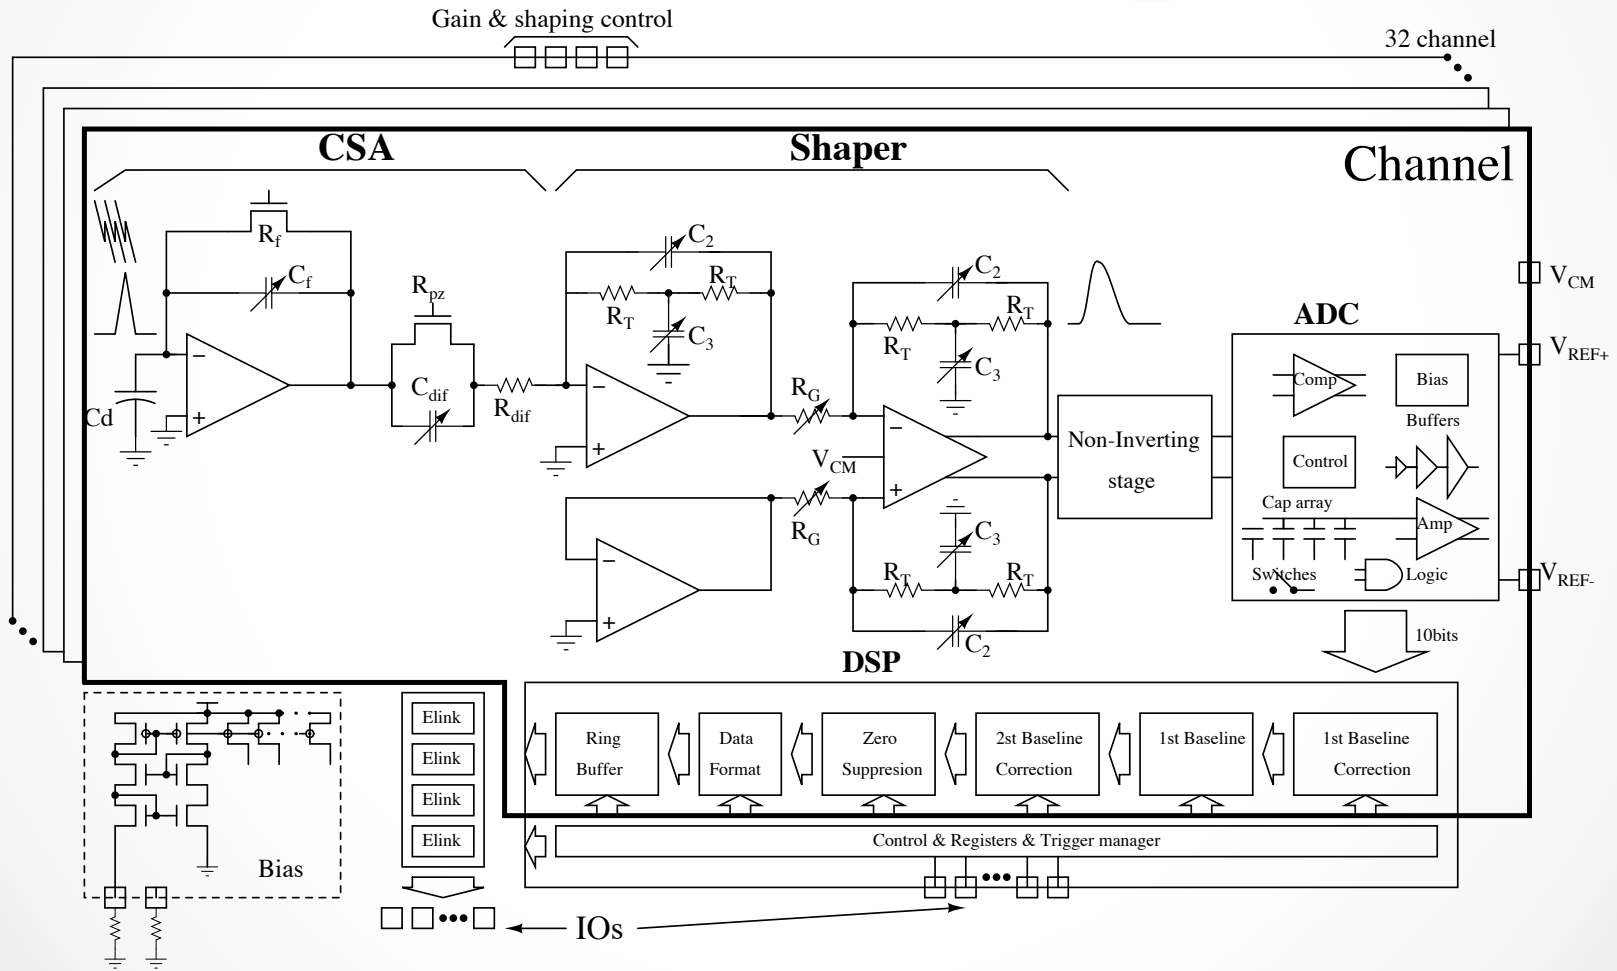 Gain & shaping control
32 channel
CSA
Shaper
Channel
Rf
Cf
Rpz
Cd
Cdif
Rdif
C2
RT
RT
C3
C2
RT
RT
C3
RG
VCM
RG
C3
RT
RT
C2
+
−
+
−
+
−
+
−
Non-Inverting
stage
ADC
VCM
VREF+
VREF-
Comp
Bias
Buffers
Control
Cap array
Amp
Switches
Logic
10bits
DSP
Ring
Buffer
Data
Format
Zero
Suppresion
2st Baseline
Correction
1st Baseline
1st Baseline
Correction
Control & Registers & Trigger manager
Elink
Elink
Elink
Elink
Bias
IOs